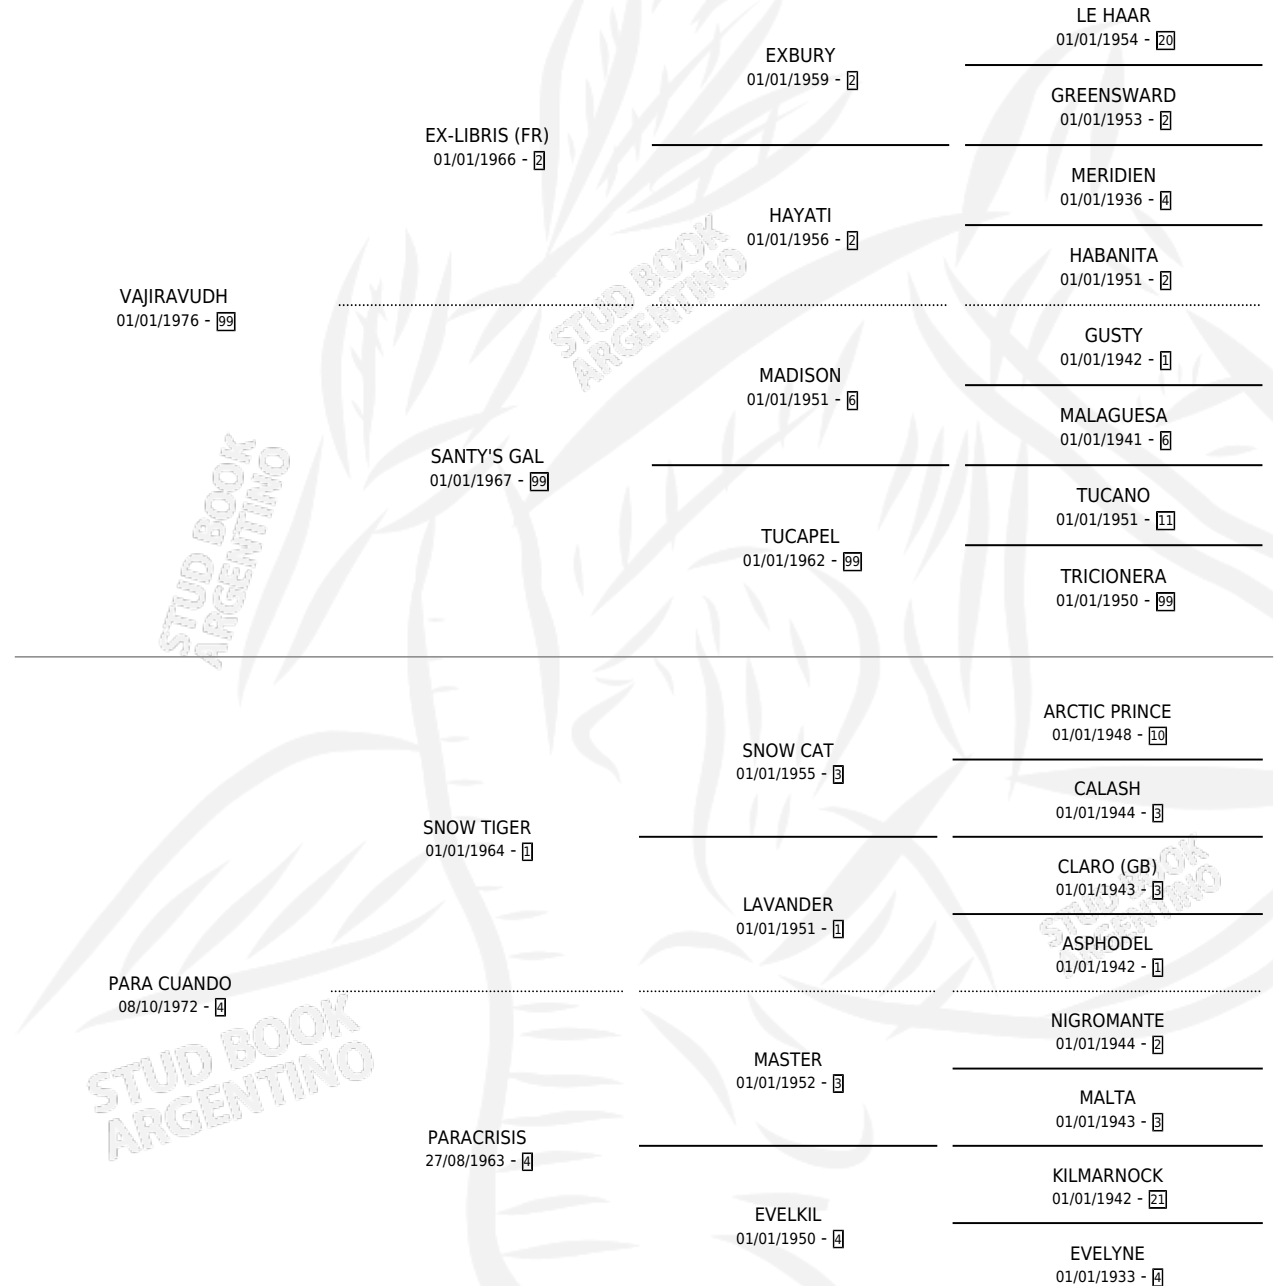 LE HAAR
01/01/1954 - 20
EXBURY
01/01/1959 - 2
GREENSWARD
01/01/1953 - 2
EX-LIBRIS (FR)
01/01/1966 - 2
MERIDIEN
01/01/1936 - 4
HAYATI
01/01/1956 - 2
HABANITA
01/01/1951 - 2
VAJIRAVUDH
01/01/1976 - 99
GUSTY
01/01/1942 - 1
MADISON
01/01/1951 - 6
MALAGUESA
01/01/1941 - 6
SANTY'S GAL
01/01/1967 - 99
TUCANO
01/01/1951 - 11
TUCAPEL
01/01/1962 - 99
TRICIONERA
01/01/1950 - 99
ARCTIC PRINCE
01/01/1948 - 10
SNOW CAT
01/01/1955 - 3
CALASH
01/01/1944 - 3
SNOW TIGER
01/01/1964 - 1
CLARO (GB)
01/01/1943 - 3
LAVANDER
01/01/1951 - 1
ASPHODEL
01/01/1942 - 1
PARA CUANDO
08/10/1972 - 4
NIGROMANTE
01/01/1944 - 2
MASTER
01/01/1952 - 3
MALTA
01/01/1943 - 3
PARACRISIS
27/08/1963 - 4
KILMARNOCK
01/01/1942 - 21
EVELKIL
01/01/1950 - 4
EVELYNE
01/01/1933 - 4
STUD BOOK
ARGENTINO
STUD BOOK
ARGENTINO
STUD BOOK
ARGENTINO
STUD BOOK
ARGENTINO